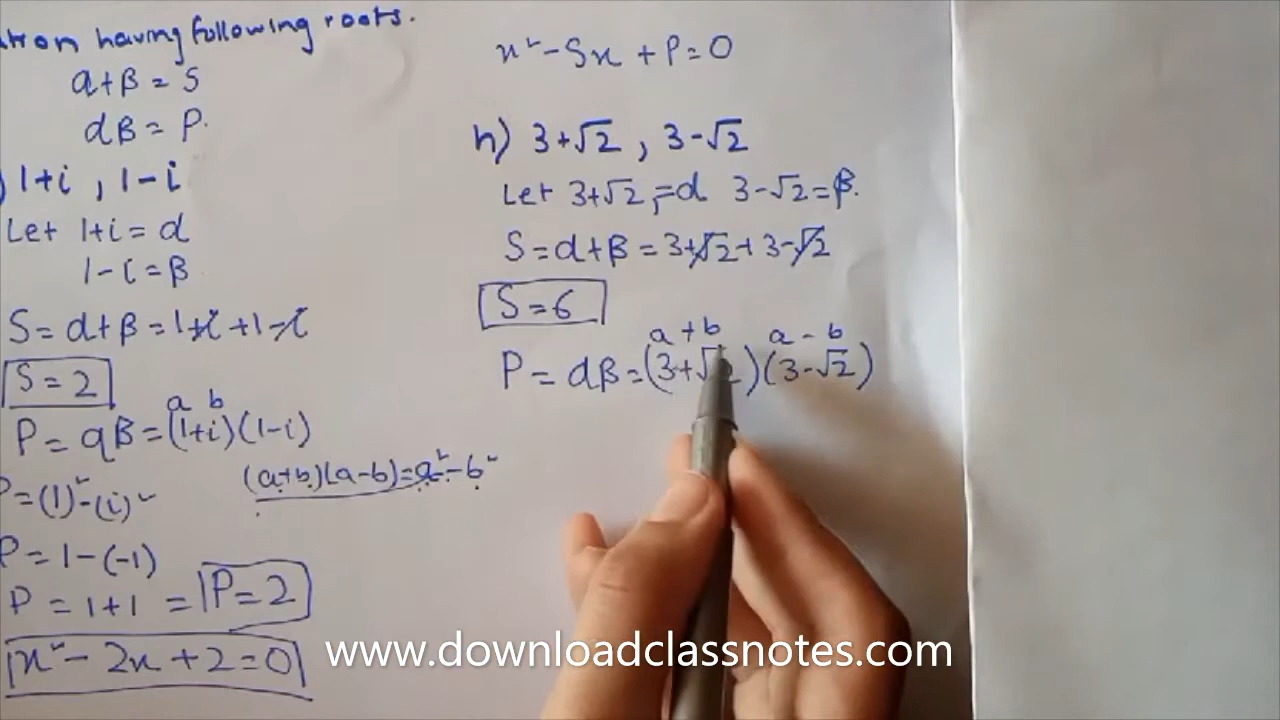 having following roots.
α+β = S
αβ = P.
1+i , 1-i
Let 1+i = α
1-i = β
S = α+β = 1+i+1-i
S = 2
a b
P = αβ = (1+i)(1-i)
(a+b)(a-b) = a²-b²
P = (1)²-(i)²
P = 1-(-1)
P = 1+1 = P=2
x²-2x+2=0
x²-Sx+P=0
h) 3+√2 , 3-√2
Let 3+√2,=α 3-√2=β.
S=α+β = 3+√2+3-√2
S=6
a+b a-b
P = αβ = (3+√2)(3-√2)
www.downloadclassnotes.com